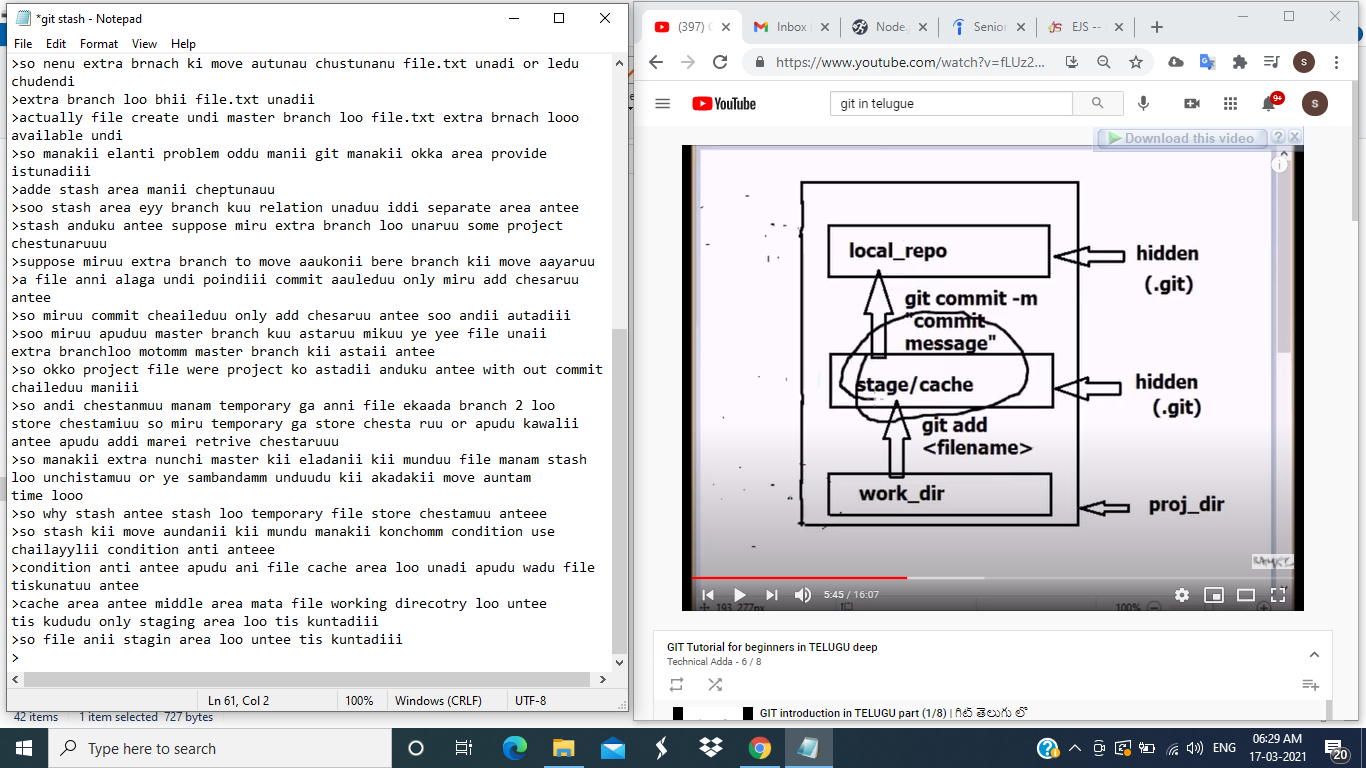 *git stash - Notepad
File Edit Format View Help
>so nenu extra brnach ki move autunau chustunanu file.txt unadi or ledu
chudendi
>extra branch loo bhii file.txt unadii
>actually file create undi master branch loo file.txt extra brnach looo
available undi
>so manakii elanti problem oddu manii git manakii okka area provide
istunadiii
>adde stash area manii cheptunauu
>soo stash area eyy branch kuu relation unaduu iddi separate area antee
>stash anduku antee suppose miru extra branch loo unaruu some project
chestunaruuu
>suppose miruu extra branch to move aaukonii bere branch kii move aayaruu
>a file anni alaga undi poindiii commit aauleduu only miru add chesaruu
antee
>so miruu commit cheaileduu only add chesaruu antee soo andii autadiii
>soo miruu apuduu master branch kuu astaruu mikuu ye yee file unaii
extra branchloo motomm master branch kii astaii antee
>so okko project file were project ko astadii anduku antee with out commit
chaileduu maniii
>so andi chestanmuu manam temporary ga anni file ekaada branch 2 loo
store chestamiuu so miru temporary ga store chesta ruu or apudu kawalii
antee apudu addi marei retrive chestaruuu
>so manakii extra nunchi master kii eladanii kii munduu file manam stash
loo unchistamuu or ye sambandamm unduudu kii akadakii move auntam
time looo
>so why stash antee stash loo temporary file store chestamuu anteee
>so stash kii move aundanii kii mundu manakii konchomm condition use
chailayylii condition anti anteee
>condition anti antee apudu ani file cache area loo unadi apudu wadu file
tiskunatuu antee
>cache area antee middle area mata file working direcotry loo untee
tis kududu only staging area loo tis kuntadiii
>so file anii stagin area loo untee tis kuntadiii
>
Ln 61, Col 2 100% Windows (CRLF) UTF-8
42 items 1 item selected 727 bytes
(397) Inbox Node. Senior EJS --
https://www.youtube.com/watch?v=fLUz2...
S
YouTube
git in telugue
9+
S
Download this video ? X
local_repo
hidden
(.git)
git commit -m
"commit
message"
stage/cache
hidden
(.git)
git add
<filename>
work_dir
proj_dir
5:45 / 16:07
193, 277px
100%
GIT Tutorial for beginners in TELUGU deep
Technical Adda - 6 / 8
GIT introduction in TELUGU part (1/8) | గిట్ తెలుగు లొ
Type here to search
ENG
06:29 AM
17-03-2021
20